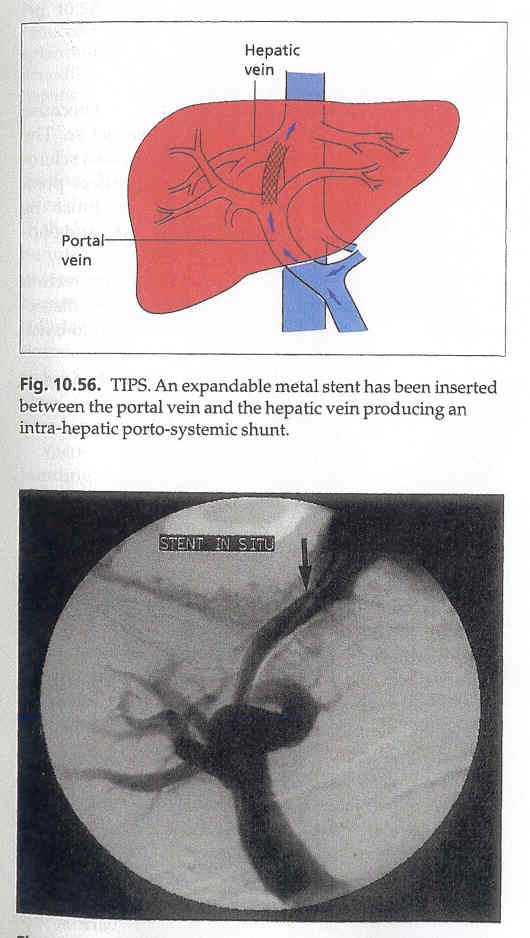 Hepatic
vein
Portal
vein
Fig. 10.56. TIPS. An expandable metal stent has been inserted
between the portal vein and the hepatic vein producing an
intra-hepatic porto-systemic shunt.
STENT IN SITU